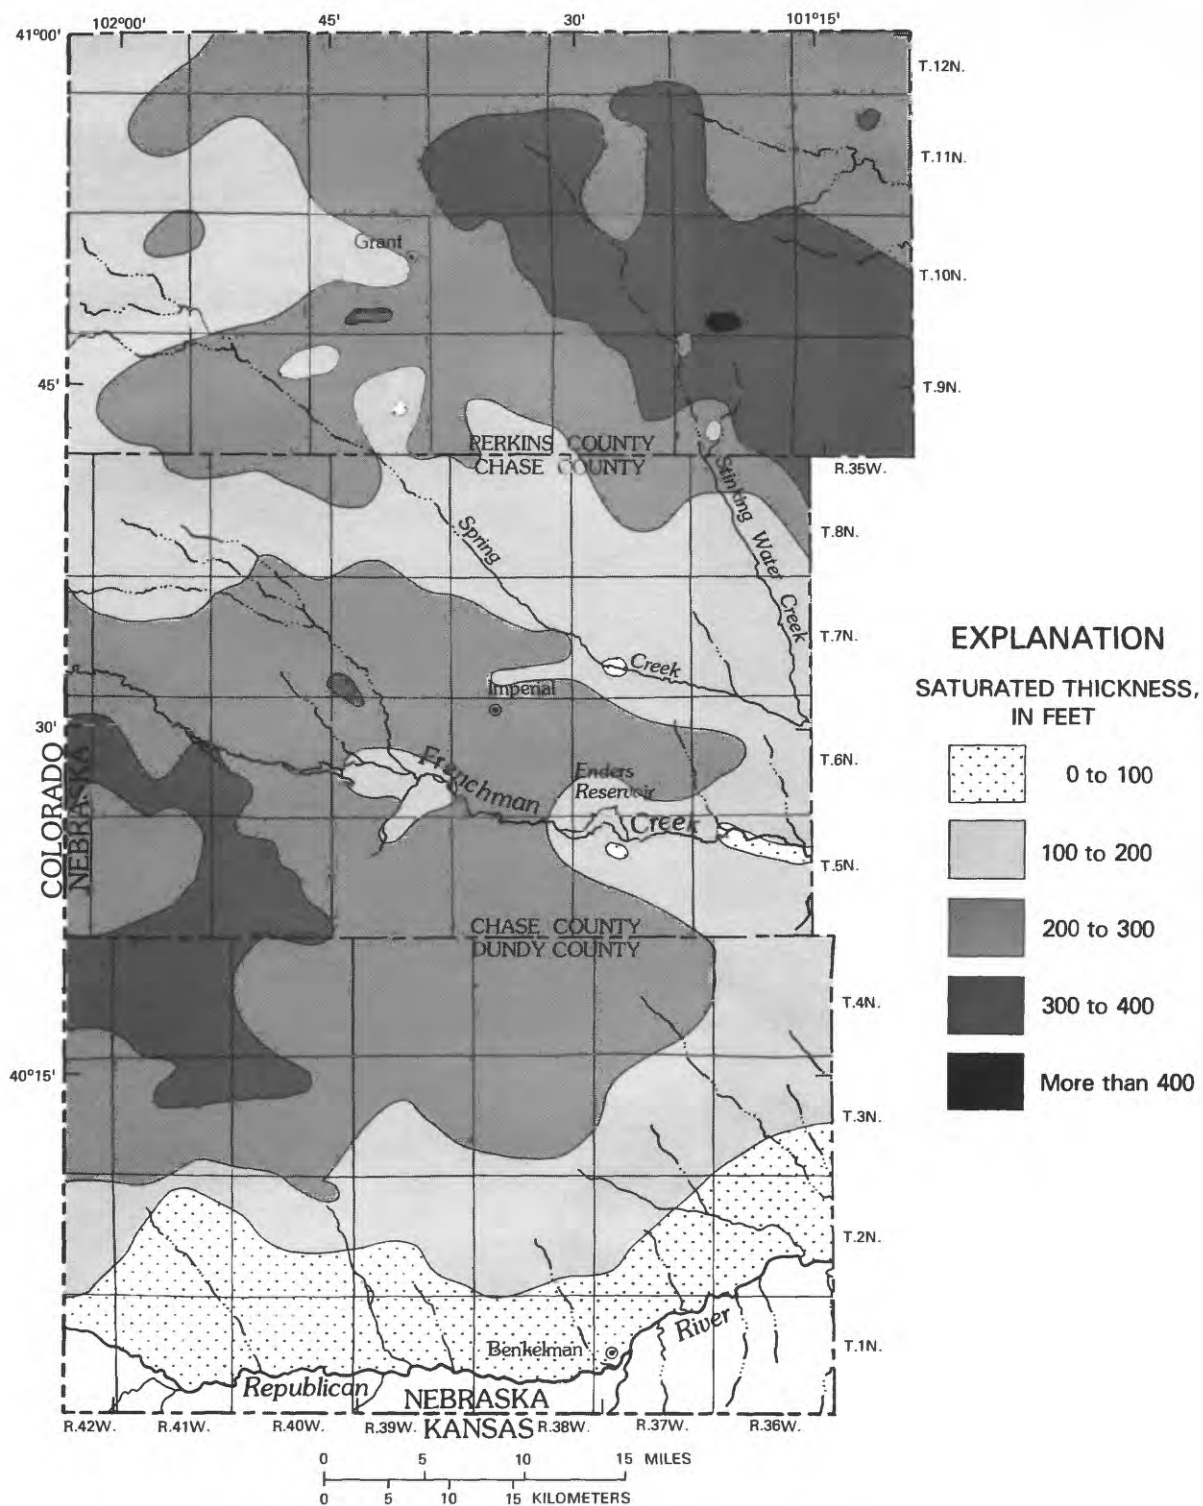 102°00' 45' 30' 101°15'
41°00'
T.12N.
T.11N.
Grant
T.10N.
45'
T.9N.
PERKINS COUNTY
CHASE COUNTY
R.35W.
Stinking Water Creek
Spring
T.8N.
T.7N.
Creek
Imperial
30'
T.6N.
Frenchman
Enders
Reservoir
Creek
COLORADO
NEBRASKA
T.5N.
CHASE COUNTY
DUNDY COUNTY
T.4N.
40°15'
T.3N.
T.2N.
River
T.1N.
Benkelman
Republican
NEBRASKA
KANSAS
R.42W. R.41W. R.40W. R.39W. R.38W. R.37W. R.36W.
0 5 10 15 MILES
0 5 10 15 KILOMETERS
EXPLANATION
SATURATED THICKNESS,
IN FEET
0 to 100
100 to 200
200 to 300
300 to 400
More than 400